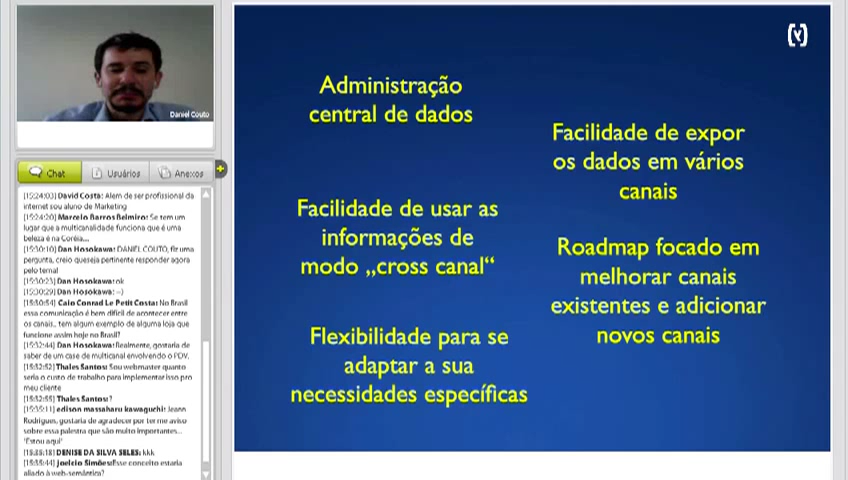 Daniel Couto
Chat
Usuários
Anexos
[15:24:03] David Costa: Alem de ser profissional da
internet sou aluno de Marketing
[15:24:20] Marcelo Barros Belmiro: Se tem um
lugar que a multicanalidade funciona que é uma
beleza é na Coréia...
[15:30:10] Dan Hosokawa: DANIEL COUTO, fiz uma
pergunta, creio que seja pertinente responder agora
pelo tema!
[15:30:23] Dan Hosokawa: ok
[15:30:29] Dan Hosokawa: :-)
[15:30:54] Caio Conrad Le Petit Costa: No Brasil
essa comunicação é bem difícil de acontecer entre
os canais.. tem algum exemplo de alguma loja que
funcione assim hoje no Brasil?
[15:32:44] Dan Hosokawa: Realmente, gostaria de
saber de um case de multicanal envolvendo o PDV.
[15:32:52] Thales Santos: Sou webmaster quanto
seria o custo de trabalho para implementar isso pro
meu cliente
[15:32:55] Thales Santos: ?
[15:35:11] edison massaharu kawaguchi: Jeann
Rodrigues, gostaria de agradecer por ter me aviso
sobre essa palestra que são muito importantes...
'Estou aqui'
[15:35:18] DENISE DA SILVA SELES: kkk
[15:35:44] Joelcio Simões: Esse conceito estaria
aliado à web-semântica?
(Y)
Administração
central de dados
Facilidade de expor
os dados em vários
canais
Facilidade de usar as
informações de
modo „cross canal“
Roadmap focado em
melhorar canais
existentes e adicionar
novos canais
Flexibilidade para se
adaptar a sua
necessidades específicas